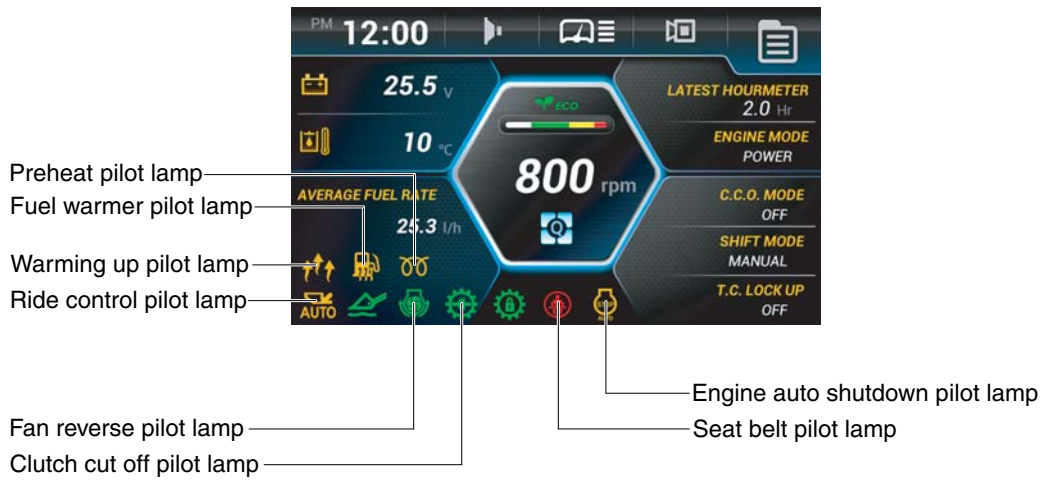 PM 12:00
25.5 V
10 °C
AVERAGE FUEL RATE
25.3 l/h
AUTO
ECO
800 rpm
Q
STOP
AUTO
LATEST HOURMETER
2.0 Hr
ENGINE MODE
POWER
C.C.O. MODE
OFF
SHIFT MODE
MANUAL
T.C. LOCK UP
OFF
Preheat pilot lamp
Fuel warmer pilot lamp
Warming up pilot lamp
Ride control pilot lamp
Fan reverse pilot lamp
Clutch cut off pilot lamp
Engine auto shutdown pilot lamp
Seat belt pilot lamp